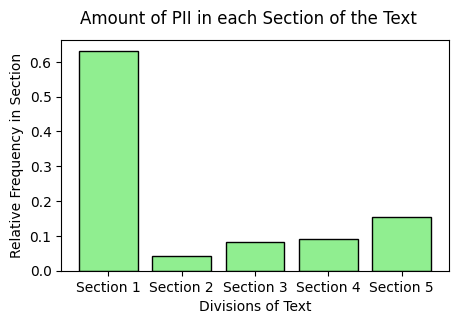 Amount of PII in each Section of the Text
Relative Frequency in Section
0.6
0.5
0.4
0.3
0.2
0.1
0.0
Section 1 Section 2 Section 3 Section 4 Section 5
Divisions of Text